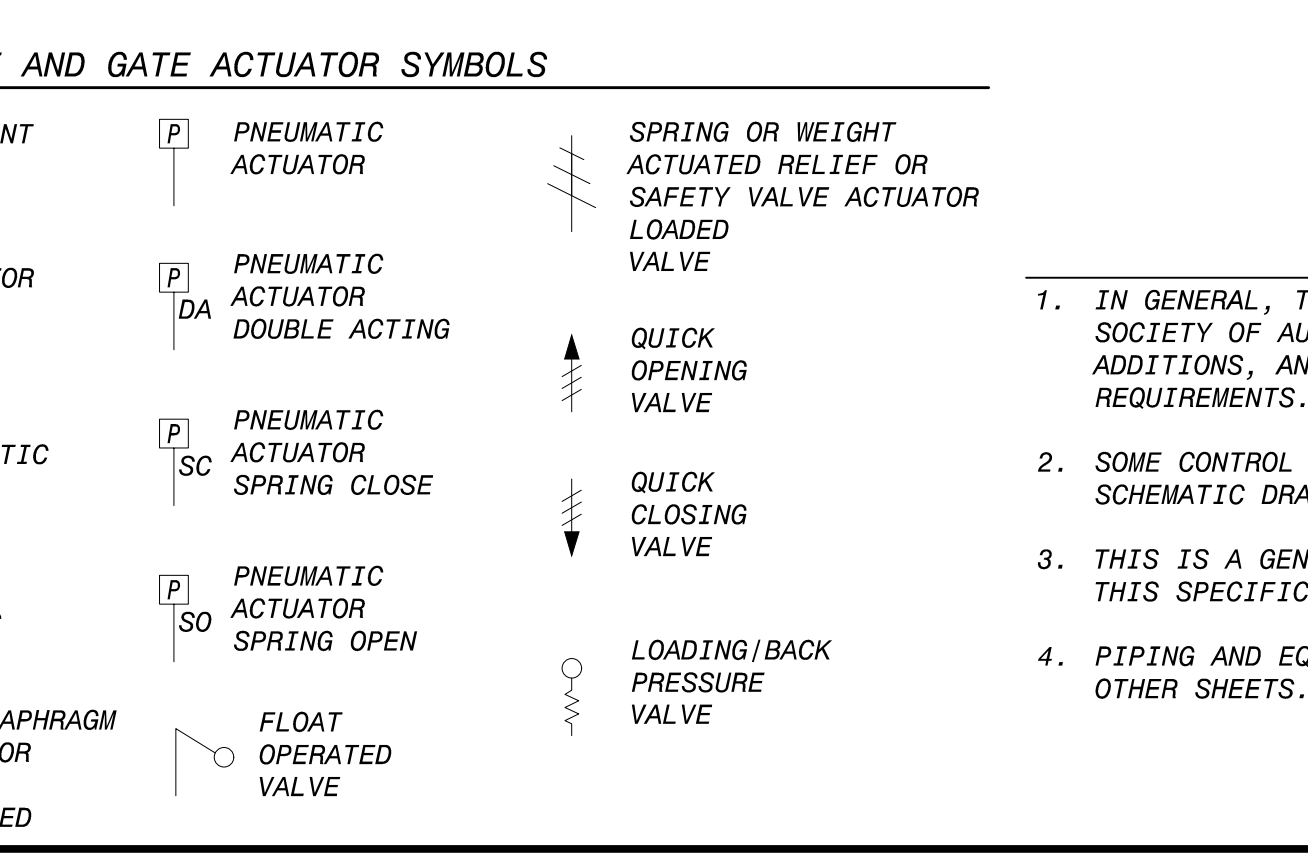 AND GATE ACTUATOR SYMBOLS
NT
OR
TIC
APHRAGM
OR
ED
P
PNEUMATIC
ACTUATOR
P
DA
PNEUMATIC
ACTUATOR
DOUBLE ACTING
P
SC
PNEUMATIC
ACTUATOR
SPRING CLOSE
P
SO
PNEUMATIC
ACTUATOR
SPRING OPEN
FLOAT
OPERATED
VALVE
SPRING OR WEIGHT
ACTUATED RELIEF OR
SAFETY VALVE ACTUATOR
LOADED
VALVE
QUICK
OPENING
VALVE
QUICK
CLOSING
VALVE
LOADING/BACK
PRESSURE
VALVE
1. IN GENERAL, T
SOCIETY OF AU
ADDITIONS, AN
REQUIREMENTS.
2. SOME CONTROL
SCHEMATIC DRA
3. THIS IS A GEN
THIS SPECIFIC
4. PIPING AND EQ
OTHER SHEETS.